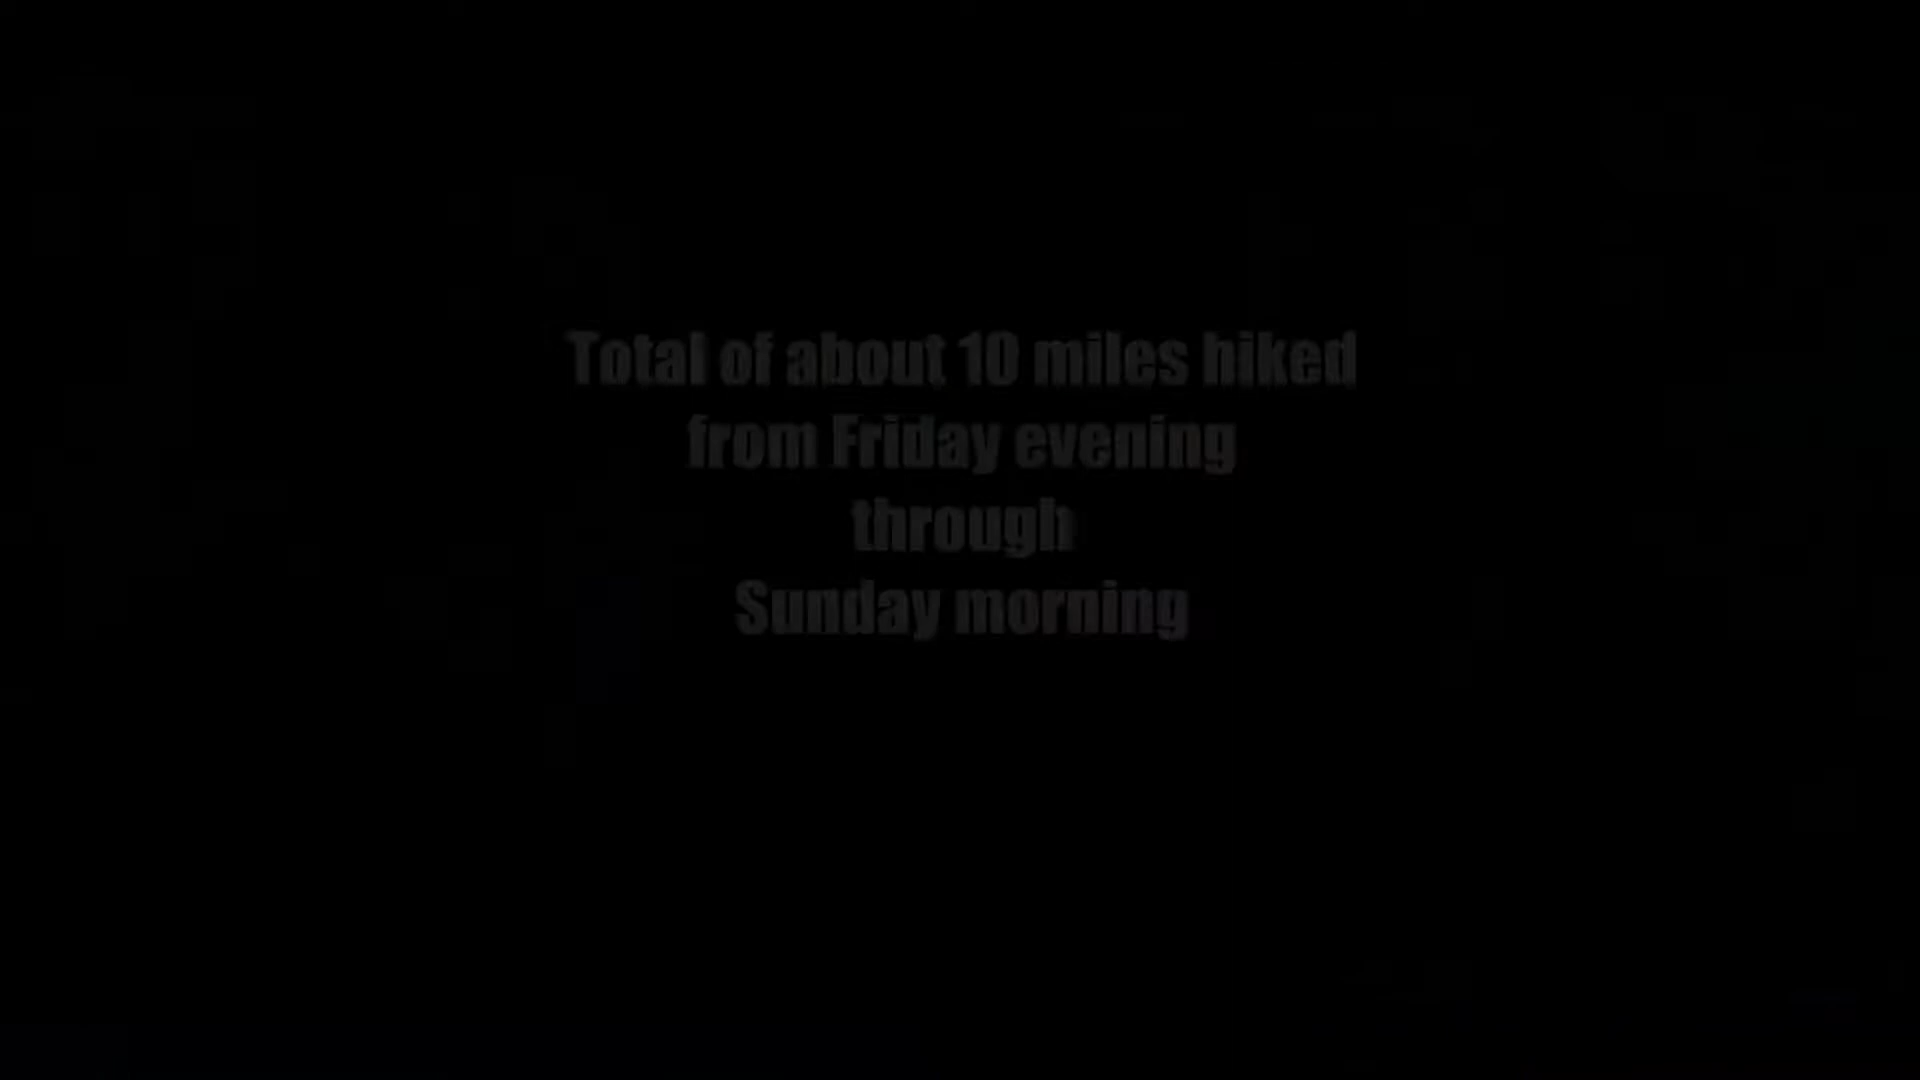 Total of about 10 miles hiked
from Friday evening
through
Sunday morning